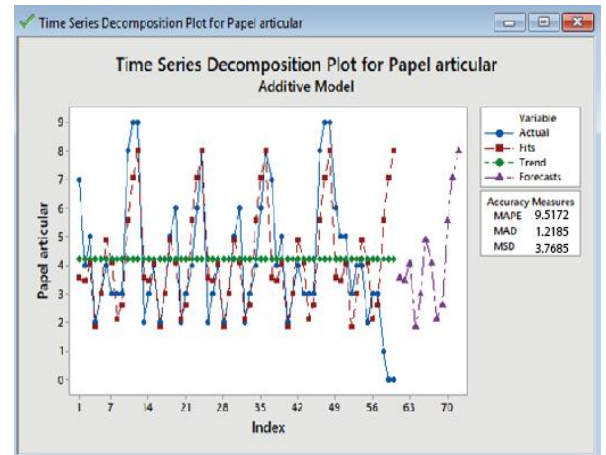 Time Series Decomposition Plot for Papel articular
Time Series Decomposition Plot for Papel articular
Additive Model
9
8
7
6
5
4
3
2
1
0
Papel articular
1 7 14 21 28 35 42 49 56 63 70
Index
Variable
Actual
Fits
Trend
Forecasts
Accuracy Measures
MAPE 9.5172
MAD 1.2185
MSD 3.7685